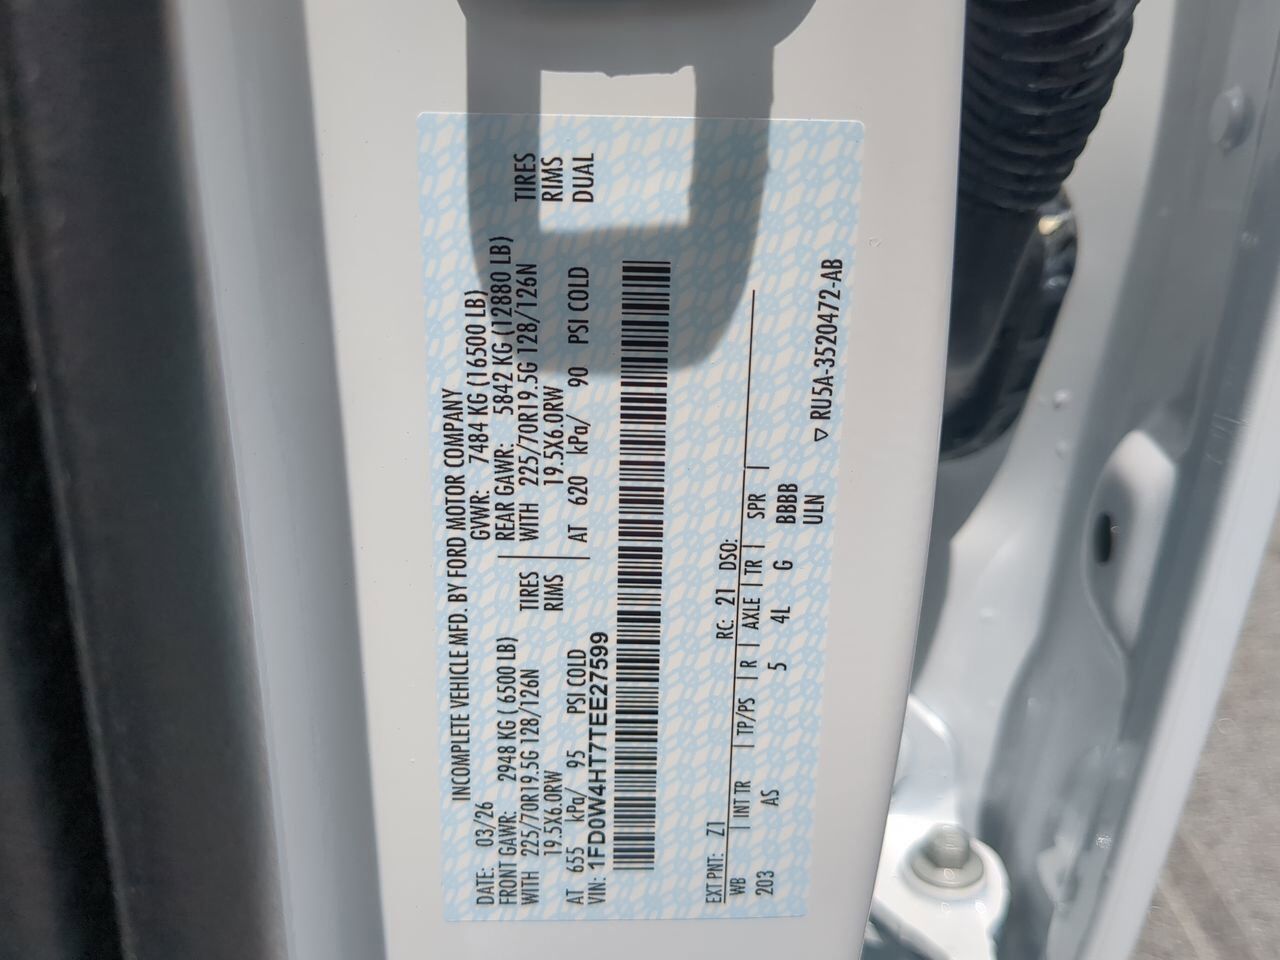 INCOMPLETE VEHICLE MFD. BY FORD MOTOR COMPANY
DATE: 03/26 GVWR: 7484 KG (16500 LB)
FRONT GAWR: 2948 KG ( 6500 LB) REAR GAWR: 5842 KG (12880 LB)
WITH 225/70R19.5G 128/126N TIRES WITH 225/70R19.5G 128/126N TIRES
19.5X6.0RW RIMS 19.5X6.0RW RIMS
AT 655 kPa/ 95 PSI COLD AT 620 kPa/ 90 PSI COLD DUAL
VIN: 1FD0W4HT7TEE27599
EXT PNT: Z1 RC: 21 DSO:
WB INT TR TP/PS R AXLE TR SPR
203 AS 5 4L G BBBB
ULN
▽ RU5A-3520472-AB